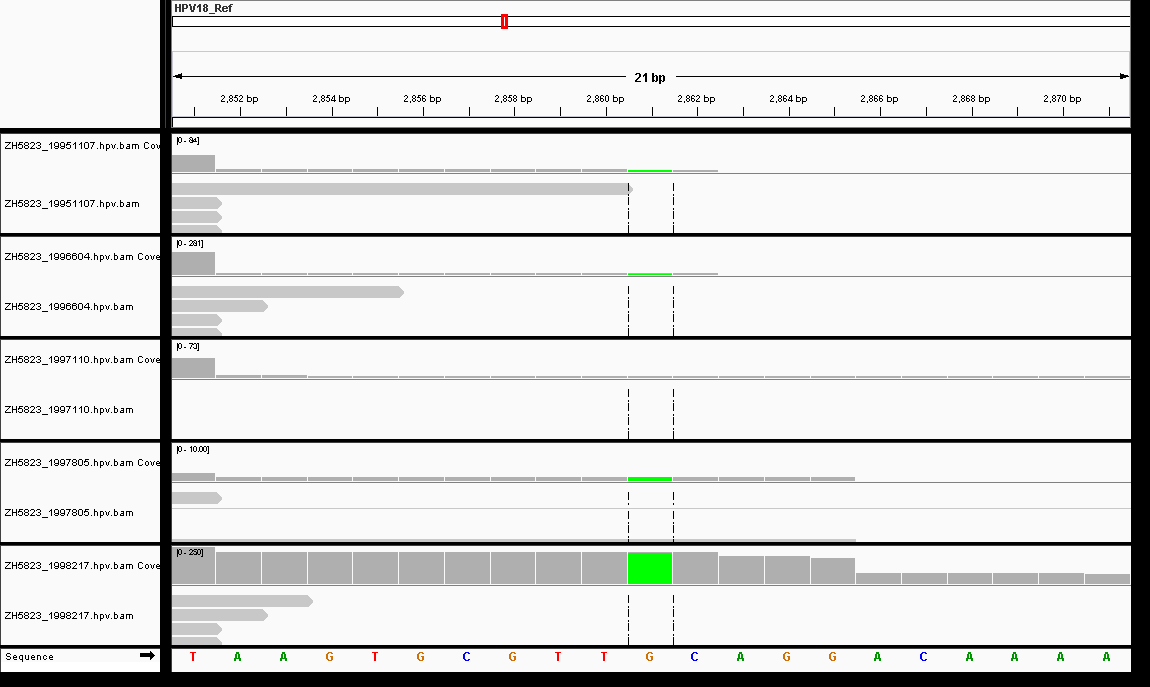 HPV18_Ref
21 bp
2,852 bp 2,854 bp 2,856 bp 2,858 bp 2,860 bp 2,862 bp 2,864 bp 2,866 bp 2,868 bp 2,870 bp
[0 - 84]
ZH5823_19951107.hpv.bam Cov
ZH5823_19951107.hpv.bam
[0 - 281]
ZH5823_1996604.hpv.bam Cove
ZH5823_1996604.hpv.bam
[0 - 73]
ZH5823_1997110.hpv.bam Cove
ZH5823_1997110.hpv.bam
[0 - 10.00]
ZH5823_1997805.hpv.bam Cove
ZH5823_1997805.hpv.bam
[0 - 250]
ZH5823_1998217.hpv.bam Cove
ZH5823_1998217.hpv.bam
Sequence T A A G T G C G T T G C A G G A C A A A A